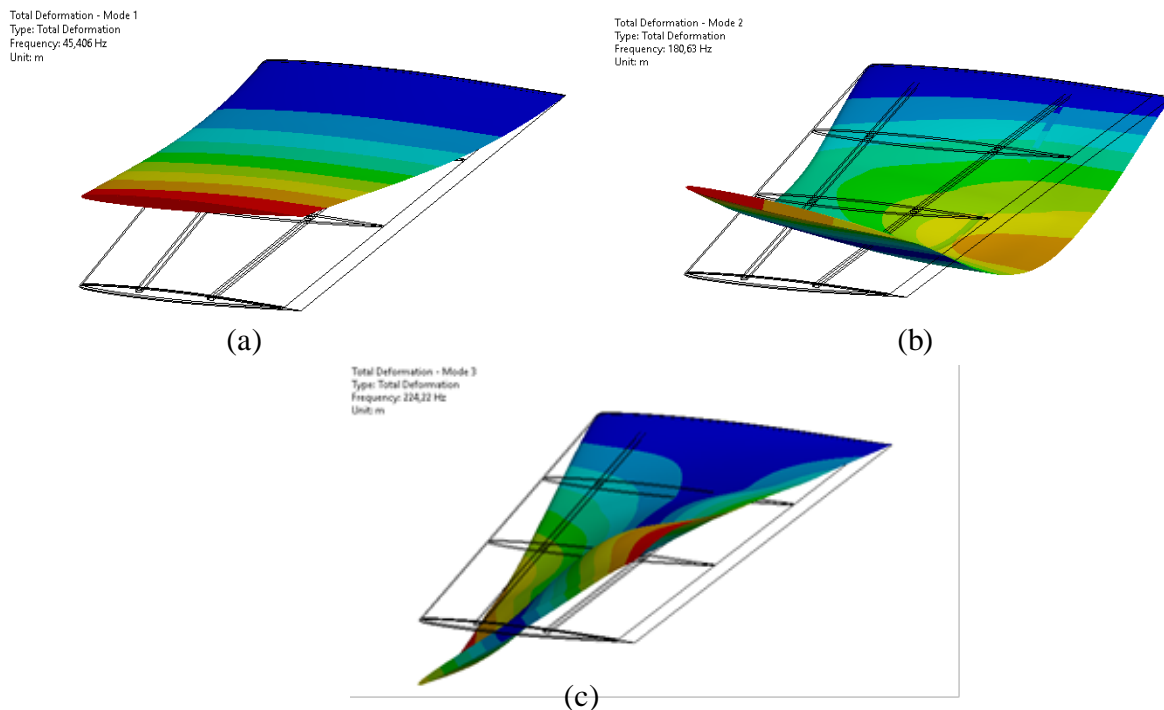 Total Deformation - Mode 1
Type: Total Deformation
Frequency: 45,406 Hz
Unit: m
Total Deformation - Mode 2
Type: Total Deformation
Frequency: 180,63 Hz
Unit: m
(a)
(b)
Total Deformation - Mode 3
Type: Total Deformation
Frequency: 224,22 Hz
Unit: m
(c)